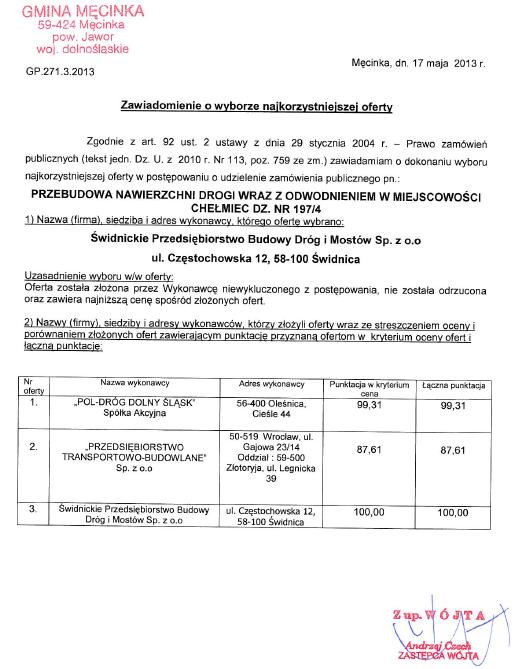 GMINA MĘCINKA
59-424 Męcinka
pow. Jawor
woj. dolnośląskie
GP.271.3.2013
Męcinka, dn. 17 maja 2013 r.
Zawiadomienie o wyborze najkorzystniejszej oferty
Zgodnie z art. 92 ust. 2 ustawy z dnia 29 stycznia 2004 r. – Prawo zamówień
publicznych (tekst jedn. Dz. U. z 2010 r. Nr 113, poz. 759 ze zm.) zawiadamiam o dokonaniu wyboru
najkorzystniejszej oferty w postępowaniu o udzielenie zamówienia publicznego pn.:
PRZEBUDOWA NAWIERZCHNI DROGI WRAZ Z ODWODNIENIEM W MIEJSCOWOŚCI
CHEŁMIEC DZ. NR 197/4
1) Nazwa (firma), siedziba i adres wykonawcy, którego ofertę wybrano:
Świdnickie Przedsiębiorstwo Budowy Dróg i Mostów Sp. z o.o
ul. Częstochowska 12, 58-100 Świdnica
Uzasadnienie wyboru w/w oferty:
Oferta została złożona przez Wykonawcę niewykluczonego z postępowania, nie została odrzucona
oraz zawiera najniższą cenę spośród złożonych ofert.
2) Nazwy (firmy), siedziby i adresy wykonawców, którzy złożyli oferty wraz ze streszczeniem oceny i
porównaniem złożonych ofert zawierającym punktację przyznaną ofertom w kryterium oceny ofert i
łączną punktację:
Nr oferty Nazwa wykonawcy Adres wykonawcy Punktacja w kryterium cena Łączna punktacja
1. „POL-DRÓG DOLNY ŚLĄSK” Spółka Akcyjna 56-400 Oleśnica, Cieśle 44 99,31 99,31
2. „PRZEDSIĘBIORSTWO TRANSPORTOWO-BUDOWLANE” Sp. z o.o 50-519 Wrocław, ul. Gajowa 23/14 Oddział : 59-500 Złotoryja, ul. Legnicka 39 87,61 87,61
3. Świdnickie Przedsiębiorstwo Budowy Dróg i Mostów Sp. z o.o ul. Częstochowska 12, 58-100 Świdnica 100,00 100,00
Z up. WÓJTA
Andrzej Czech
ZASTĘPCA WÓJTA